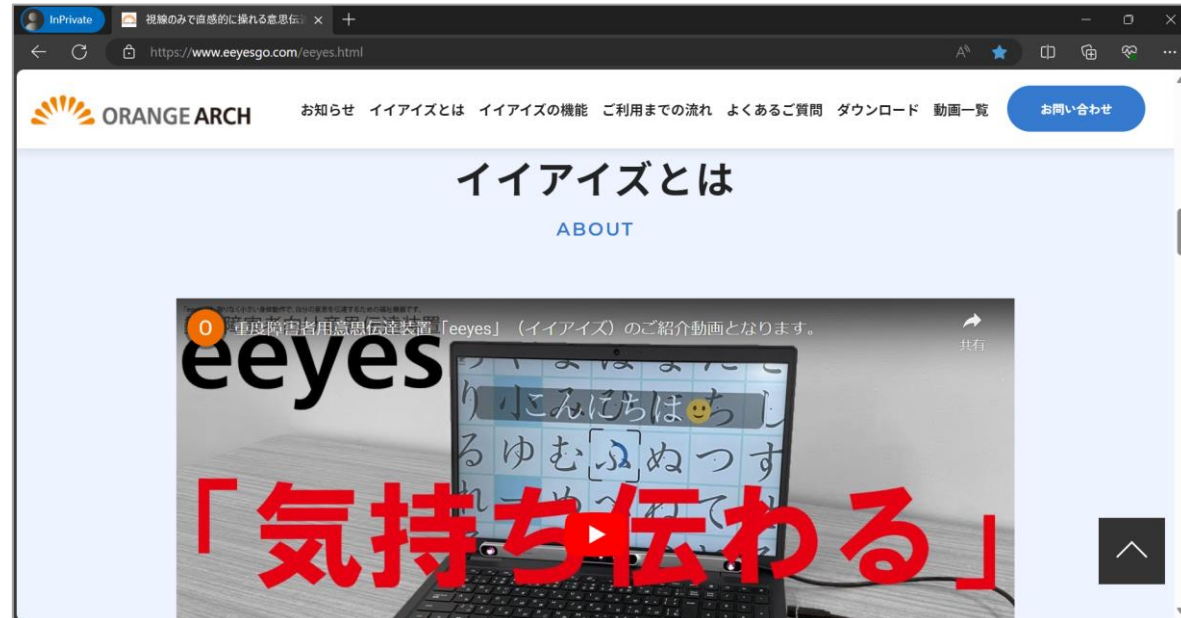 InPrivate
視線のみで直感的に操れる意思伝
https://www.eeyesgo.com/eeyes.html
ORANGE ARCH
お知らせ イイアイズとは イイアイズの機能 ご利用までの流れ よくあるご質問 ダウンロード 動画一覧 お問い合わせ
イイアイズとは
ABOUT
O 重度障害者用意思伝達装置「eeyes」（イイアイズ）のご紹介動画となります。
共有
eeyes
こんにちは🙂
るゆむふぬつす
「気持ち伝わる」